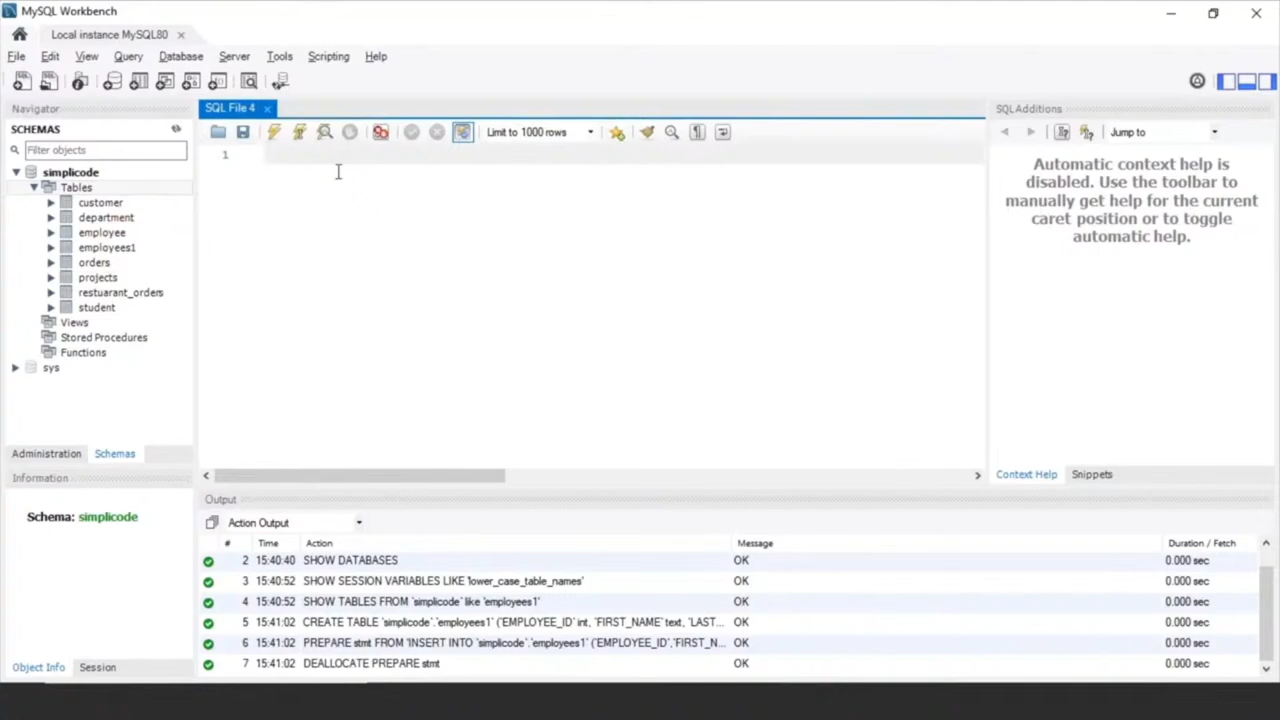 MySQL Workbench
Local instance MySQL80
File Edit View Query Database Server Tools Scripting Help
Navigator
SCHEMAS
Filter objects
simplicode
Tables
customer
department
employee
employees1
orders
projects
restuarant_orders
student
Views
Stored Procedures
Functions
sys
Administration Schemas
Information
Schema: simplicode
Object Info Session
SQL File 4
Limit to 1000 rows
1
SQL Additions
Jump to
Automatic context help is
disabled. Use the toolbar to
manually get help for the current
caret position or to toggle
automatic help.
Context Help Snippets
Output
Action Output
# Time Action Message Duration / Fetch
2 15:40:40 SHOW DATABASES OK 0.000 sec
3 15:40:52 SHOW SESSION VARIABLES LIKE 'lower_case_table_names' OK 0.000 sec
4 15:40:52 SHOW TABLES FROM `simplicode` like 'employees1' OK 0.000 sec
5 15:41:02 CREATE TABLE `simplicode`.`employees1` (`EMPLOYEE_ID` int, `FIRST_NAME` text, `LAST... OK 0.000 sec
6 15:41:02 PREPARE stmt FROM 'INSERT INTO `simplicode`.`employees1` (`EMPLOYEE_ID`,`FIRST_N... OK 0.000 sec
7 15:41:02 DEALLOCATE PREPARE stmt OK 0.000 sec